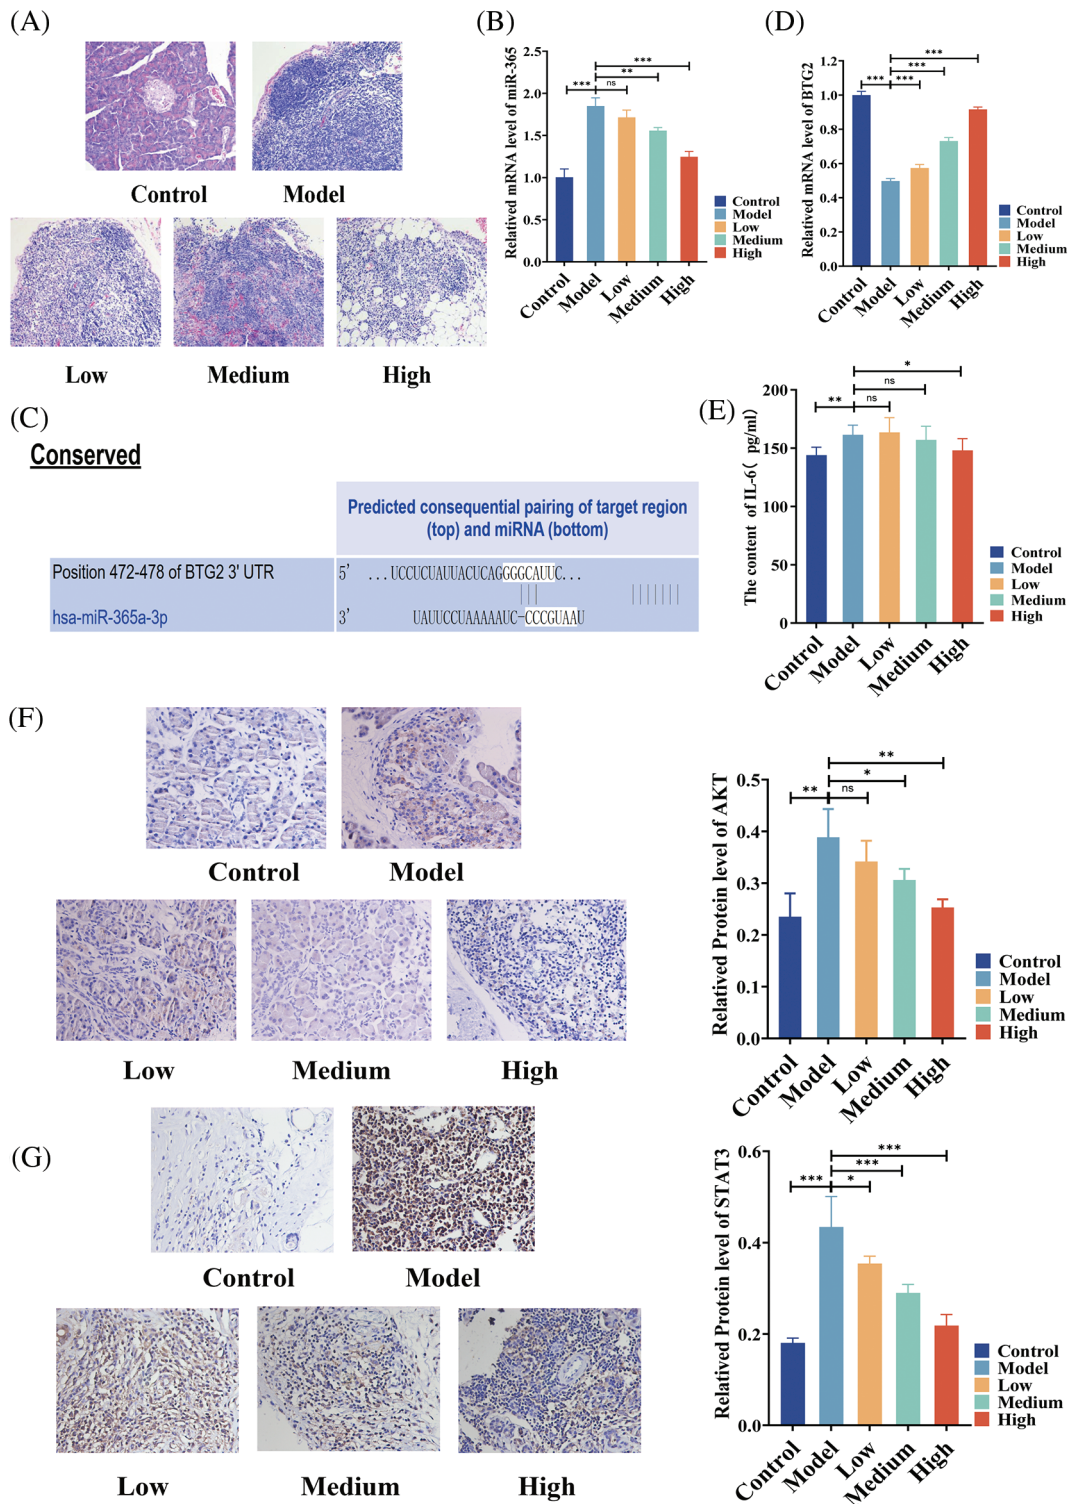 (A)
Control
Model
Low
Medium
High
(B)
Relatived mRNA level of miR-365
2.5
2.0
1.5
1.0
0.5
0.0
***
**
*** ns
Control
Model
Low
Medium
High
Control
Model
Low
Medium
High
(D)
Relatived mRNA level of BTG2
1.2
1.0
0.8
0.6
0.4
0.2
0.0
***
***
*** ***
Control
Model
Low
Medium
High
Control
Model
Low
Medium
High
(C)
Conserved
Predicted consequential pairing of target region
(top) and miRNA (bottom)
Position 472-478 of BTG2 3' UTR 5' ...UCCUCUAUUACUCAGGGGCAUUC...
hsa-miR-365a-3p 3' UAUUCCUAAAAAUC-CCCGUAAU
(E)
The content of IL-6( pg/ml)
200
150
100
50
0
*
ns
** ns
Control
Model
Low
Medium
High
Control
Model
Low
Medium
High
(F)
Control
Model
Low
Medium
High
Relatived Protein level of AKT
0.5
0.4
0.3
0.2
0.1
0.0
**
*
** ns
Control
Model
Low
Medium
High
Control
Model
Low
Medium
High
(G)
Control
Model
Low
Medium
High
Relatived Protein level of STAT3
0.6
0.4
0.2
0.0
***
***
*** *
Control
Model
Low
Medium
High
Control
Model
Low
Medium
High